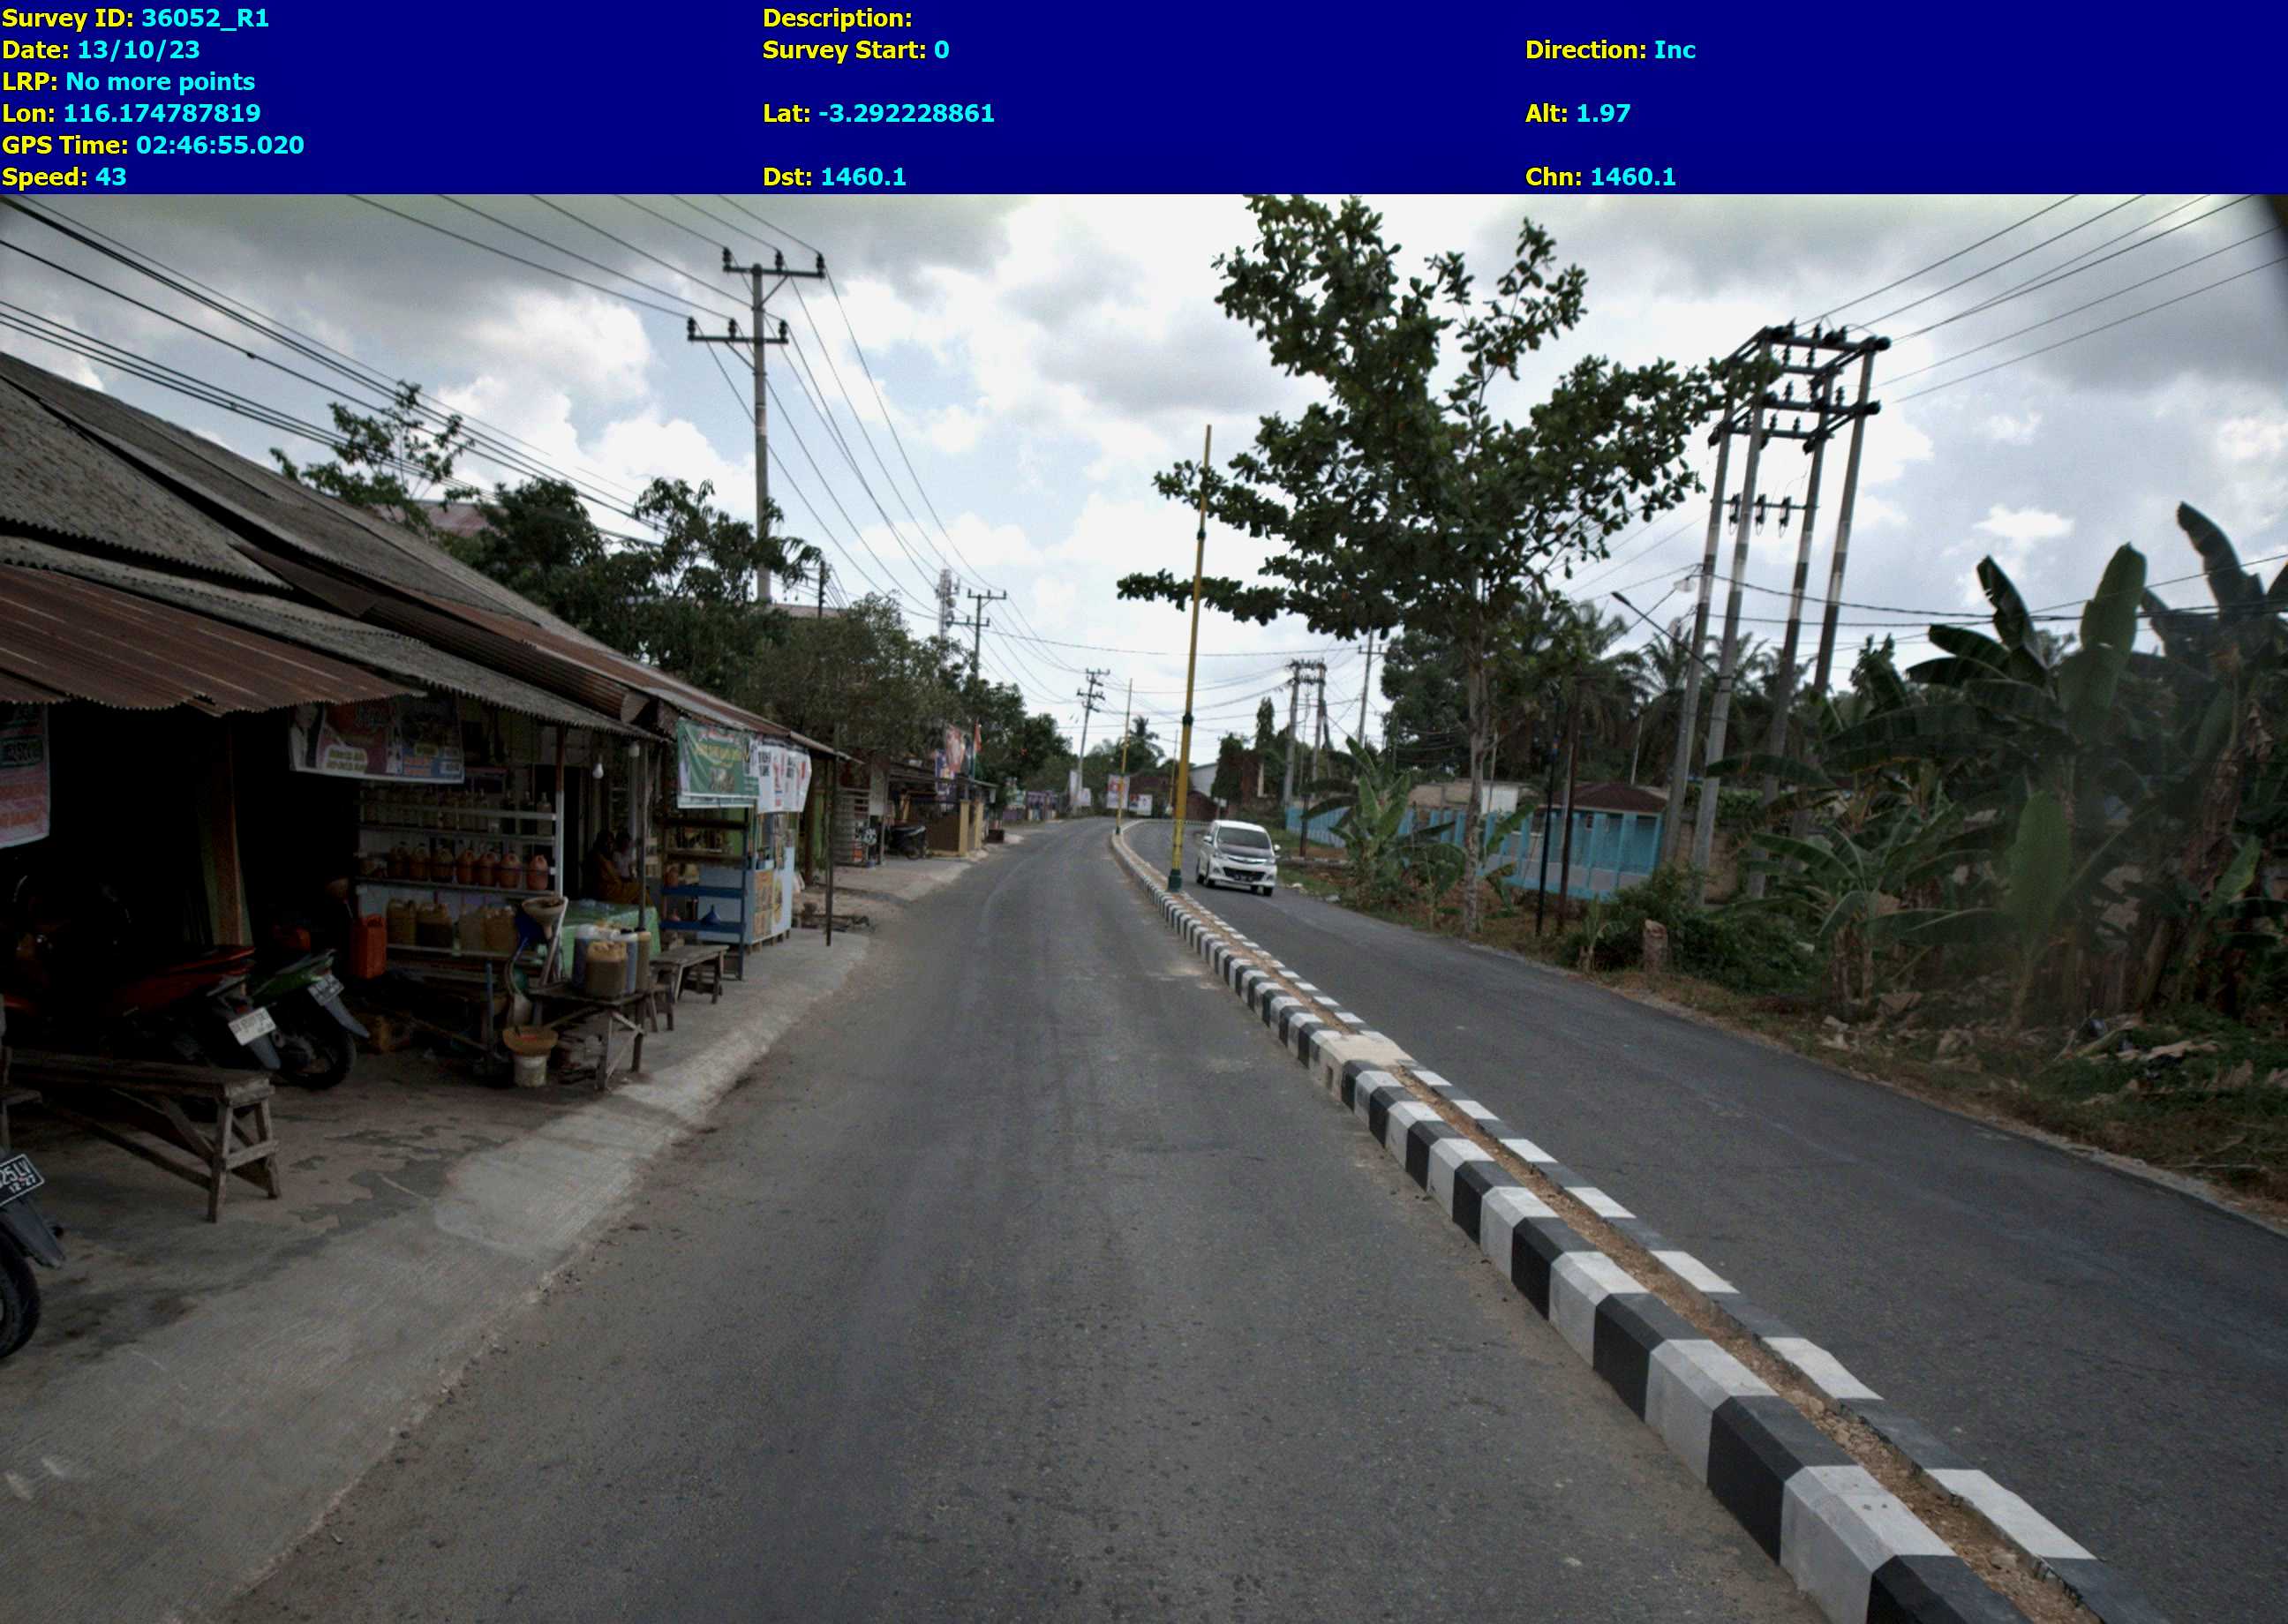 Survey ID: 36052_R1
Description:
Date: 13/10/23
Survey Start: 0
Direction: Inc
LRP: No more points
Lon: 116.174787819
Lat: -3.292228861
Alt: 1.97
GPS Time: 02:46:55.020
Speed: 43
Dst: 1460.1
Chn: 1460.1